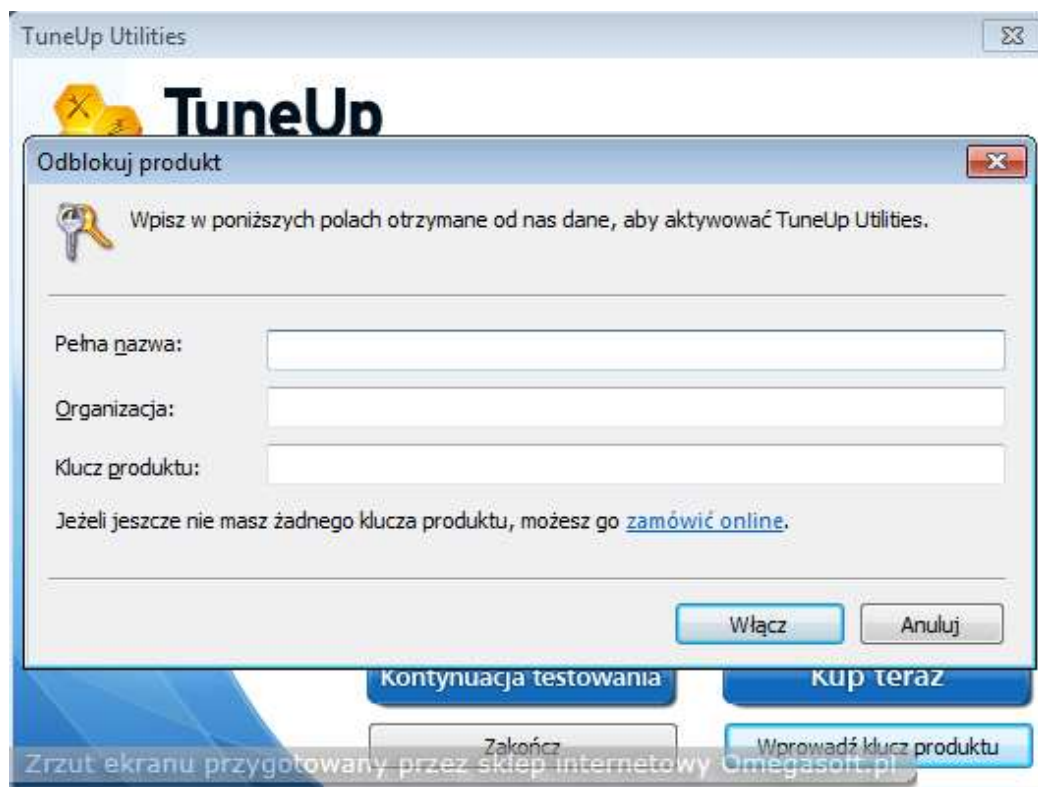 TuneUp Utilities
TuneUp
Odblokuj produkt
Wpisz w poniższych polach otrzymane od nas dane, aby aktywować TuneUp Utilities.
Pełna nazwa:
Organizacja:
Klucz produktu:
Jeżeli jeszcze nie masz żadnego klucza produktu, możesz go zamówić online.
Włącz Anuluj
Kontynuacja testowania Kup teraz
Zakończ Wprowadź klucz produktu
Zrzut ekranu przygotowany przez sklep internetowy Omegasoft.pl